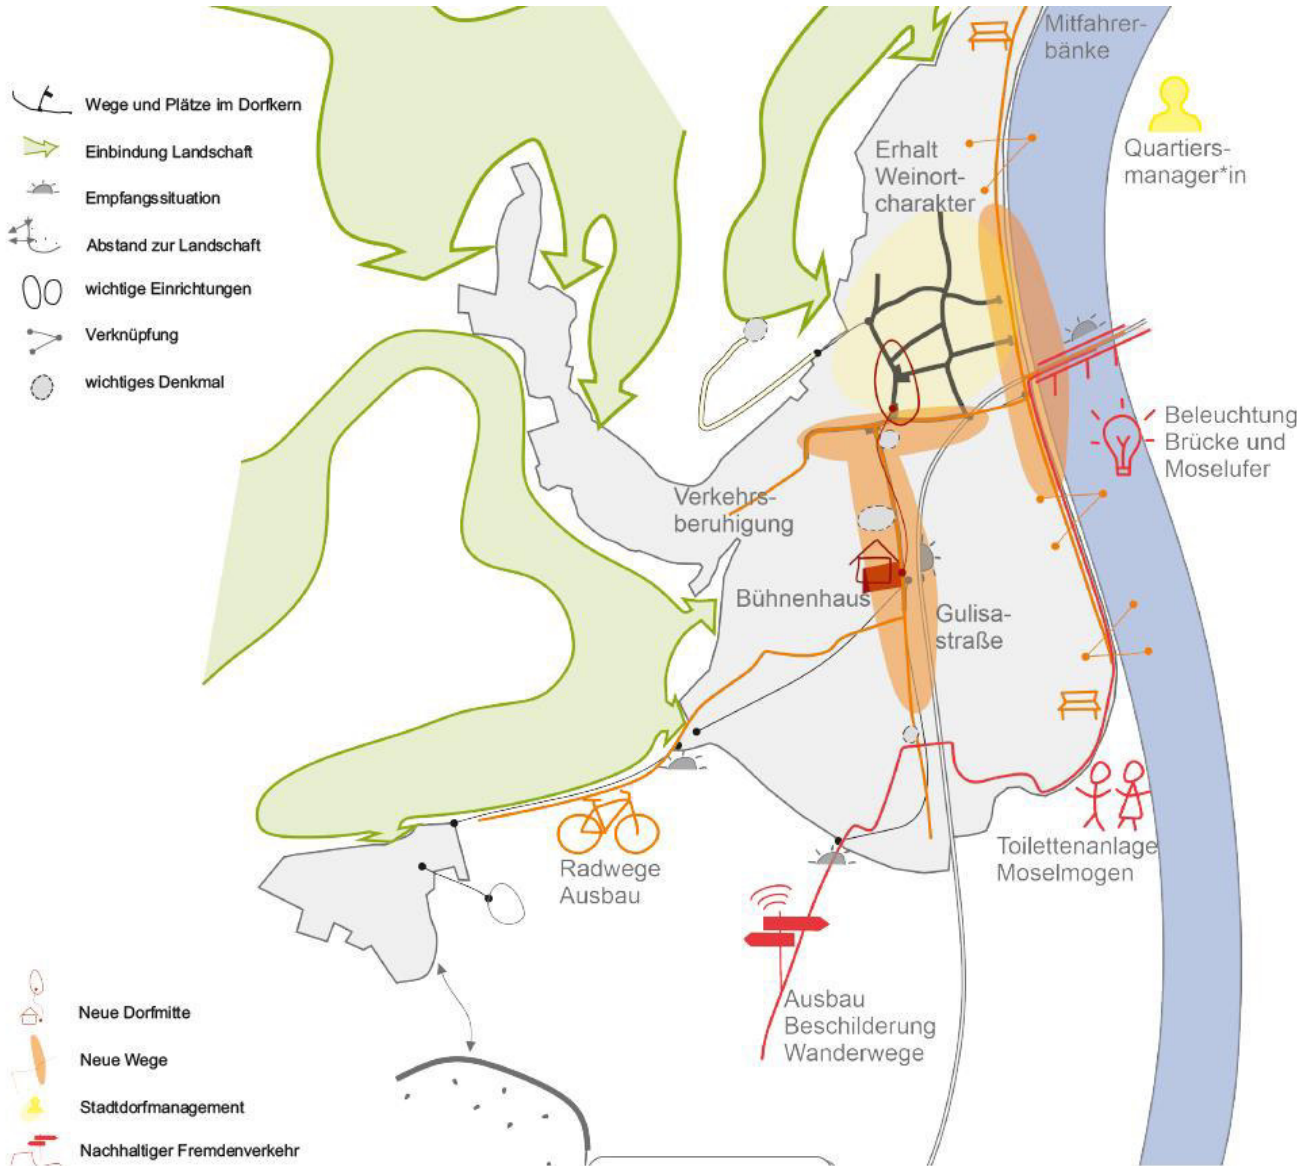 Wege und Plätze im Dorfkern
Einbindung Landschaft
Empfangssituation
Abstand zur Landschaft
wichtige Einrichtungen
Verknüpfung
wichtiges Denkmal
Mitfahrer-
bänke
Quartiers-
manager*in
Erhalt
Weinort-
charakter
Beleuchtung
Brücke und
Moselufer
Verkehrs-
beruhigung
Bühnenhaus
Gulisa-
straße
Toilettenanlage
Moselmogen
Radwege
Ausbau
Ausbau
Beschilderung
Wanderwege
Neue Dorfmitte
Neue Wege
Stadtdorfmanagement
Nachhaltiger Fremdenverkehr